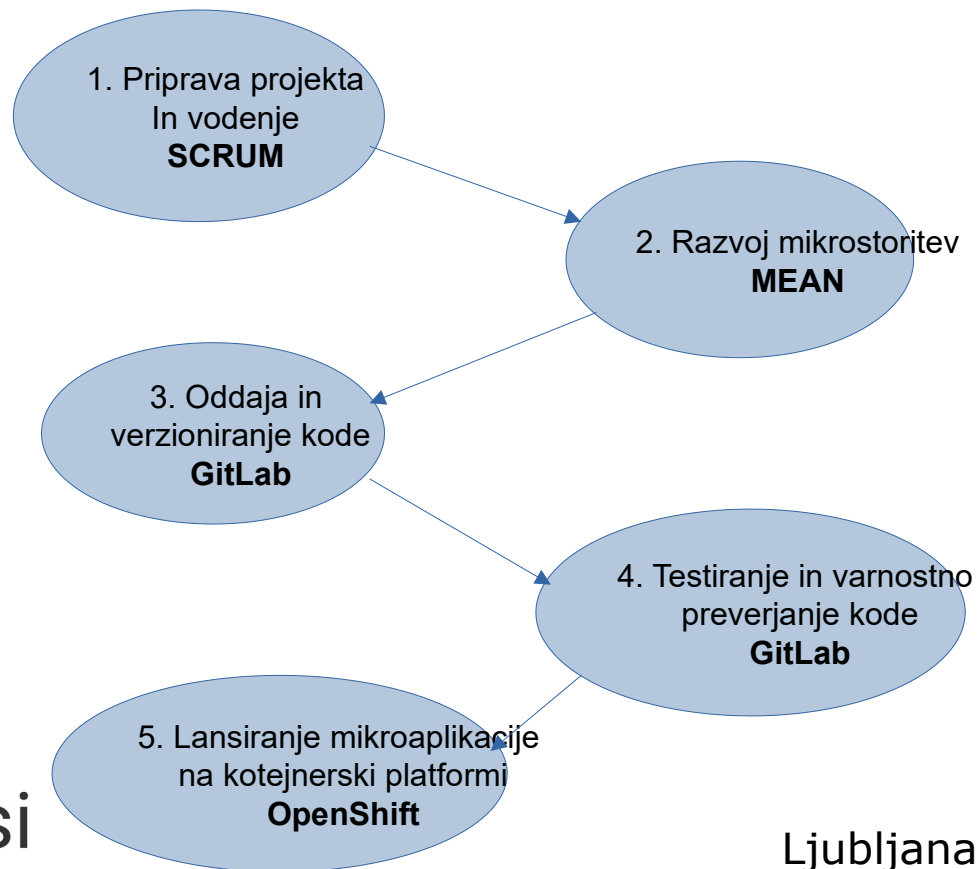 1. Priprava projekta
In vodenje
SCRUM
2. Razvoj mikrostoritev
MEAN
3. Oddaja in
verzioniranje kode
GitLab
4. Testiranje in varnostno
preverjanje kode
GitLab
5. Lansiranje mikroaplikacije
na kotejnerski platformi
OpenShift
si
Ljubljana